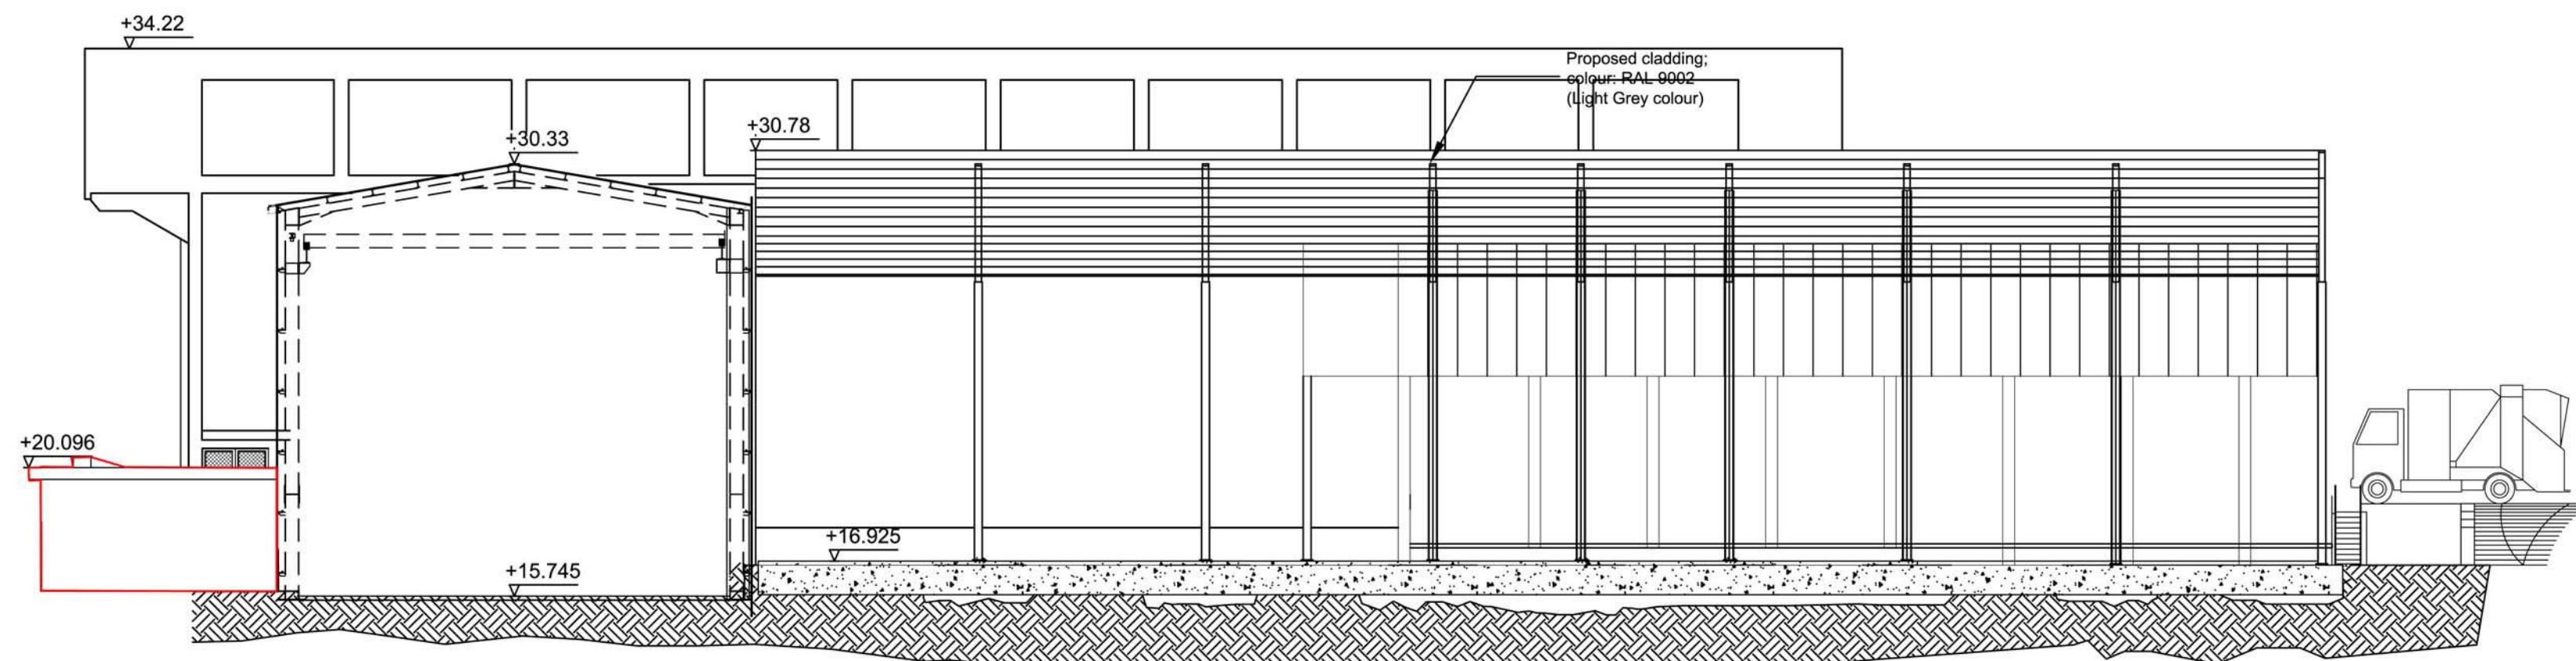 +34.22
Proposed cladding;
colour: RAL 9002
(Light Grey colour)
+30.78
+30.33
+20.096
+16.925
+15.745